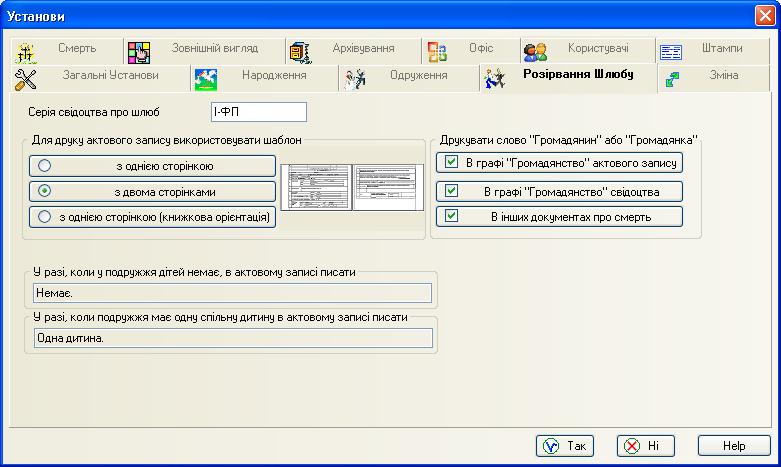 Установи
Смерть
Зовнішній вигляд
Архівування
Офіс
Користувачі
Штампи
Загальні Установи
Народження
Одруження
Розірвання Шлюбу
Зміна
Серія свідоцтва про шлюб
І-ФП
Для друку актового запису використовувати шаблон
з однією сторінкою
з двома сторінками
з однією сторінкою (книжкова орієнтація)
Друкувати слово "Громадянин" або "Громадянка"
В графі "Громадянство" актового запису
В графі "Громадянство" свідоцтва
В інших документах про смерть
У разі, коли у подружжя дітей немає, в актовому записі писати
Немає.
У разі, коли подружжя має одну спільну дитину в актовому записі писати
Одна дитина.
Так
Ні
Help